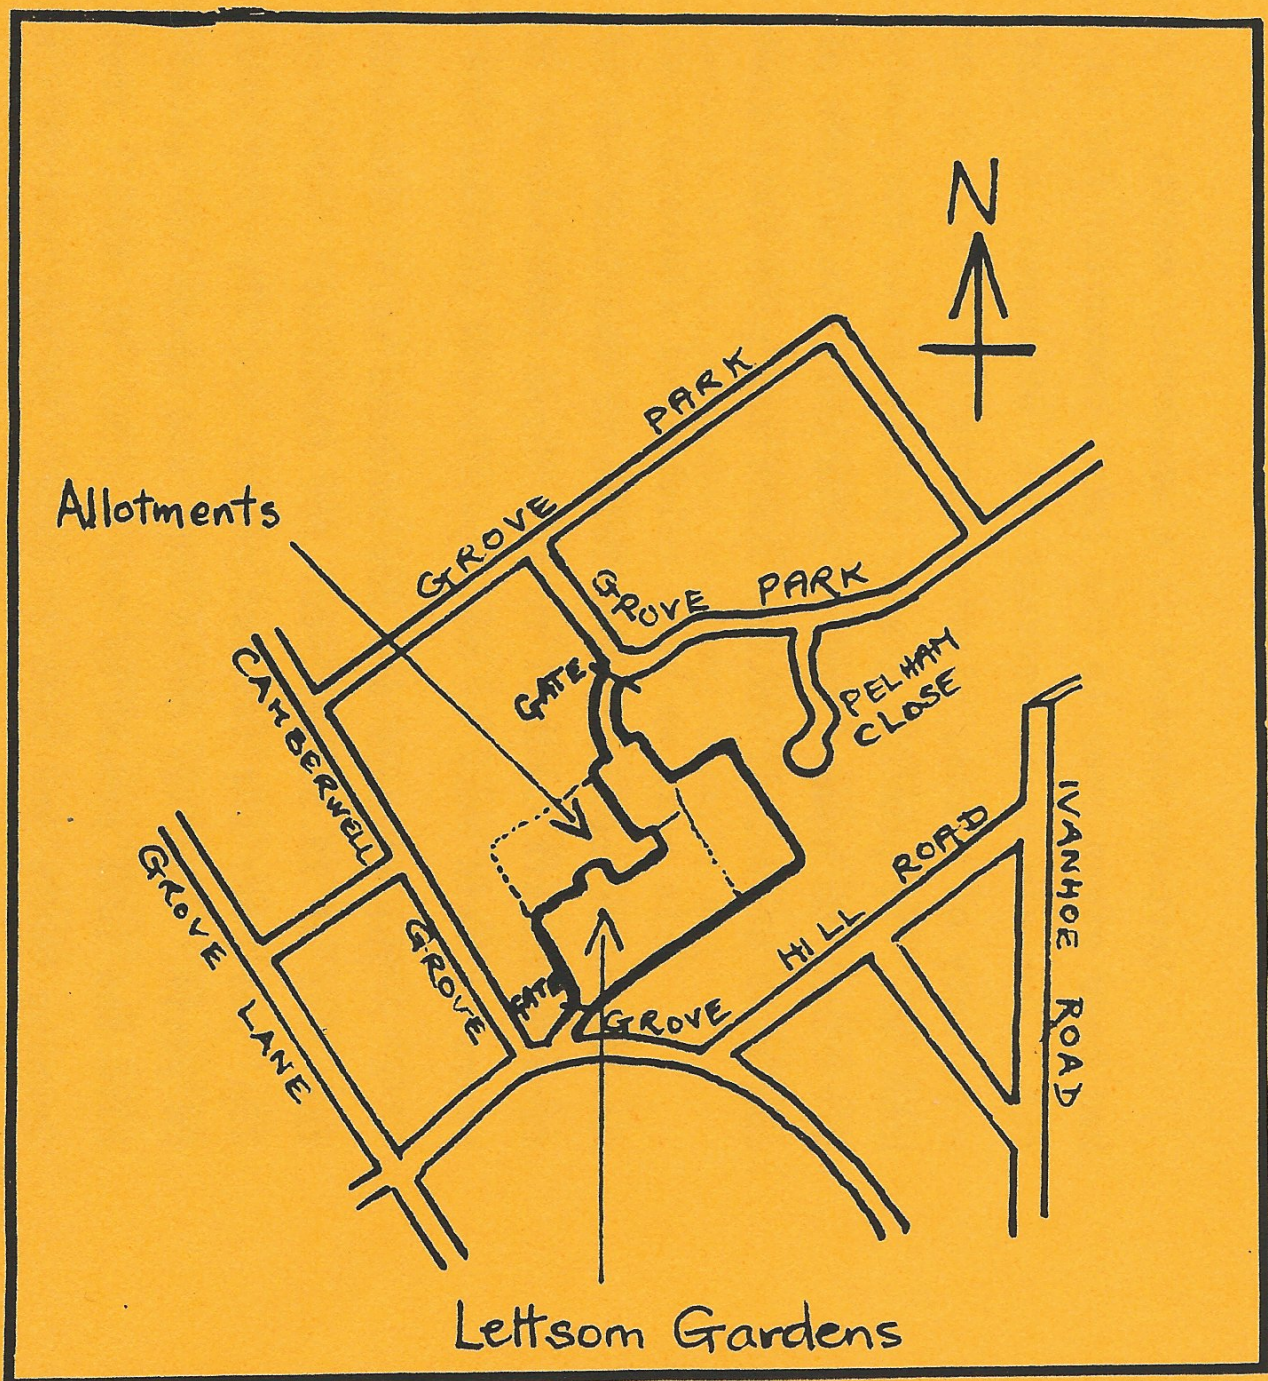 N
GROVE PARK
Allotments
GROVE PARK
GATE
PELHAM
CLOSE
CAMBERWELL
GROVE
GROVE LANE
IVANHOE ROAD
GROVE HILL ROAD
GATE
Lettsom Gardens